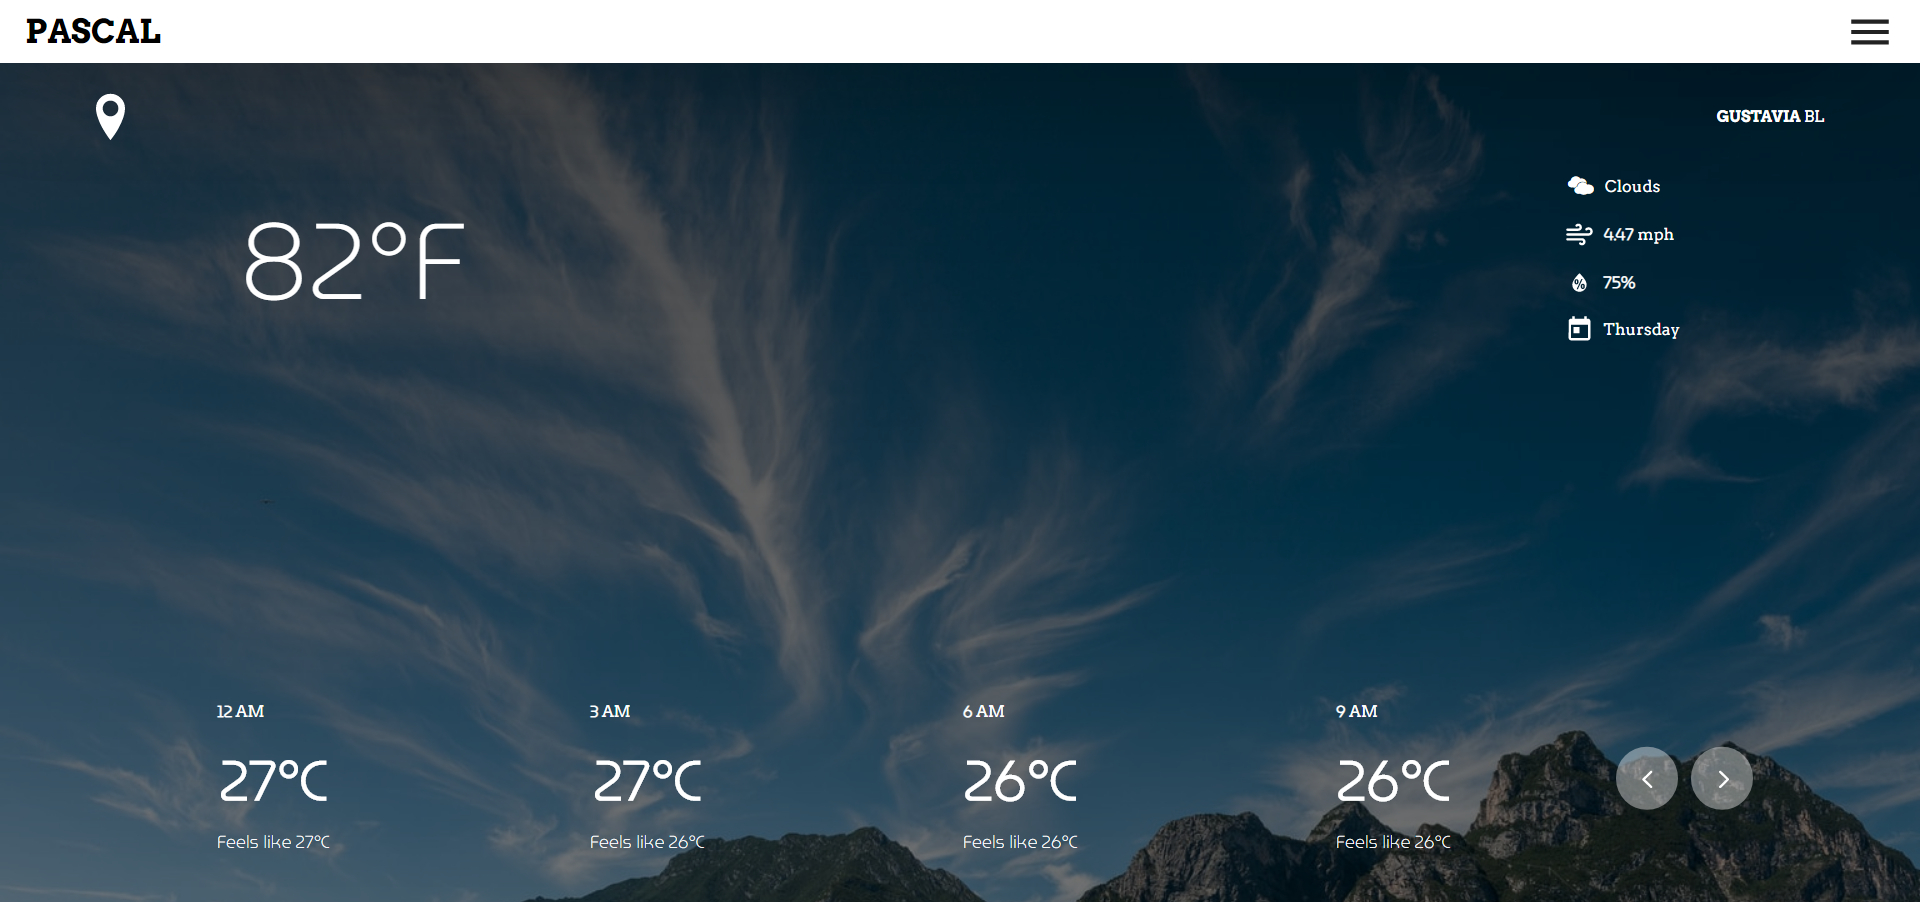 PASCAL
GUSTAVIA BL
Clouds
82°F
4.47 mph
75%
Thursday
12 AM
3 AM
6 AM
9 AM
27°C
27°C
26°C
26°C
Feels like 27°C
Feels like 26°C
Feels like 26°C
Feels like 26°C